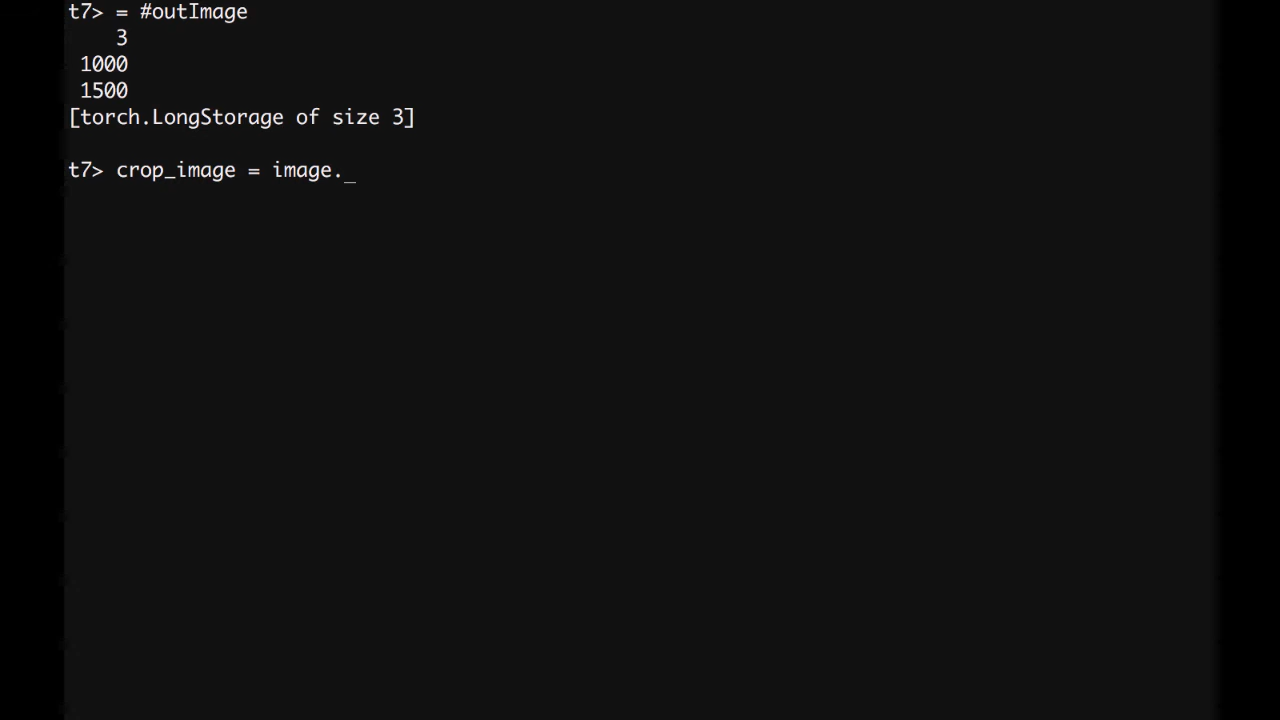 t7> = #outImage
3
1000
1500
[torch.LongStorage of size 3]
t7> crop_image = image._